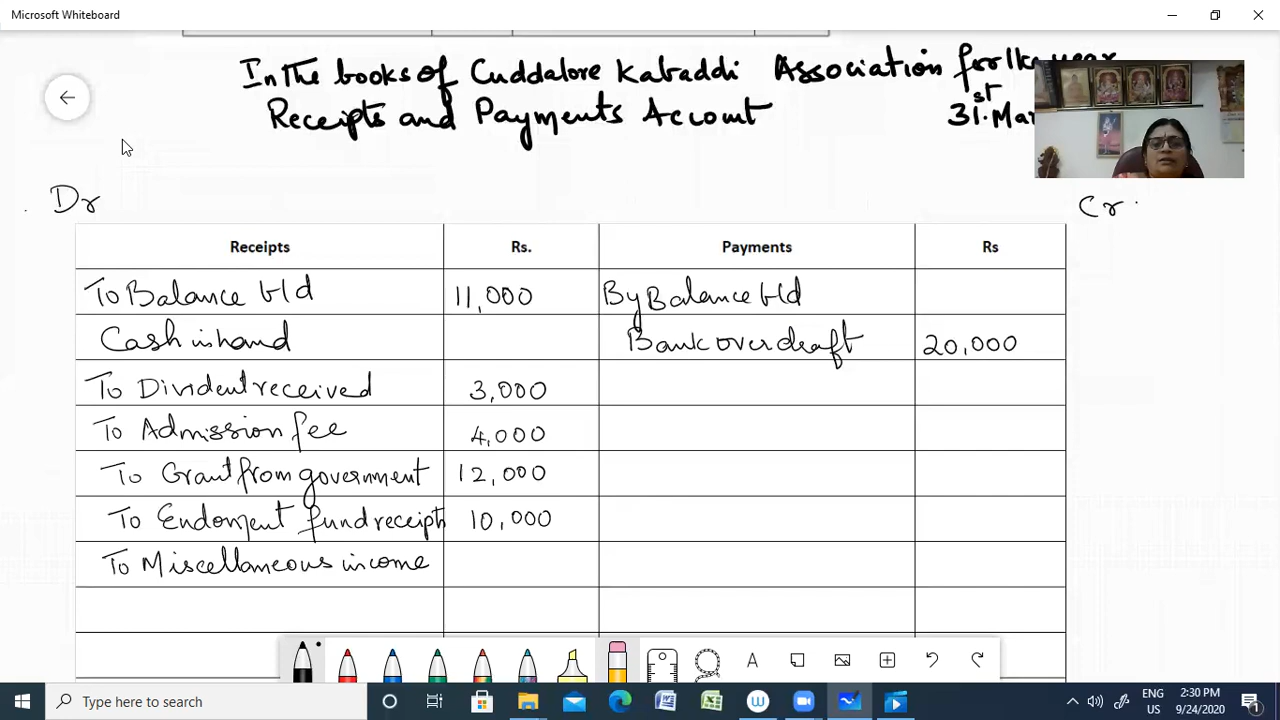 Microsoft Whiteboard
In the books of Cuddalore Kabaddi Association for the year
Receipts and Payments Account 31st Mar
Dr Cr
Receipts Rs. Payments Rs
To Balance b/d 11,000 By Balance b/d
Cash in hand Bank overdraft 20,000
To Divident received 3,000
To Admission fee 4,000
To Grant from government 12,000
To Endoment fund receipts 10,000
To Miscellaneous income
A
Type here to search
ENG
US
2:30 PM
9/24/2020
1